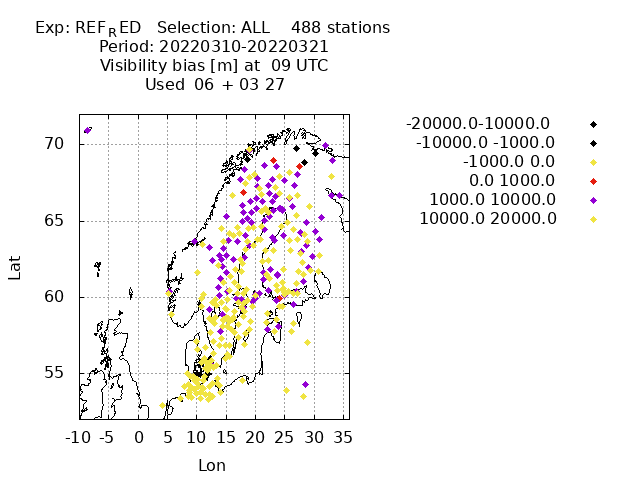 Exp: REFRED   Selection: ALL    488 stations
Period: 20220310-20220321
Visibility bias [m] at  09 UTC
Used  06 + 03 27
-20000.0-10000.0
-10000.0 -1000.0
-1000.0 0.0
0.0 1000.0
1000.0 10000.0
10000.0 20000.0
70
65
60
55
Lat
-10 -5 0 5 10 15 20 25 30 35
Lon